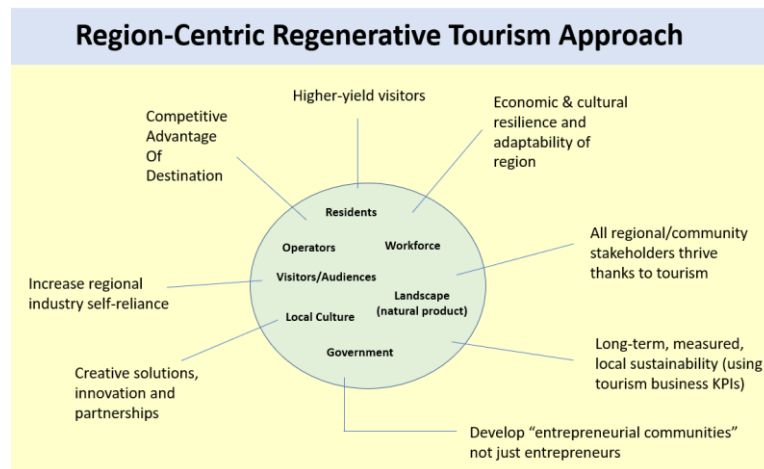 Region-Centric Regenerative Tourism Approach
Higher-yield visitors
Competitive
Advantage
Of
Destination
Economic & cultural
resilience and
adaptability of
region
Residents
Operators
Workforce
Visitors/Audiences
Landscape
(natural product)
Local Culture
Government
All regional/community
stakeholders thrive
thanks to tourism
Increase regional
industry self-reliance
Long-term, measured,
local sustainability (using
tourism business KPIs)
Creative solutions,
innovation and
partnerships
Develop “entrepreneurial communities”
not just entrepreneurs